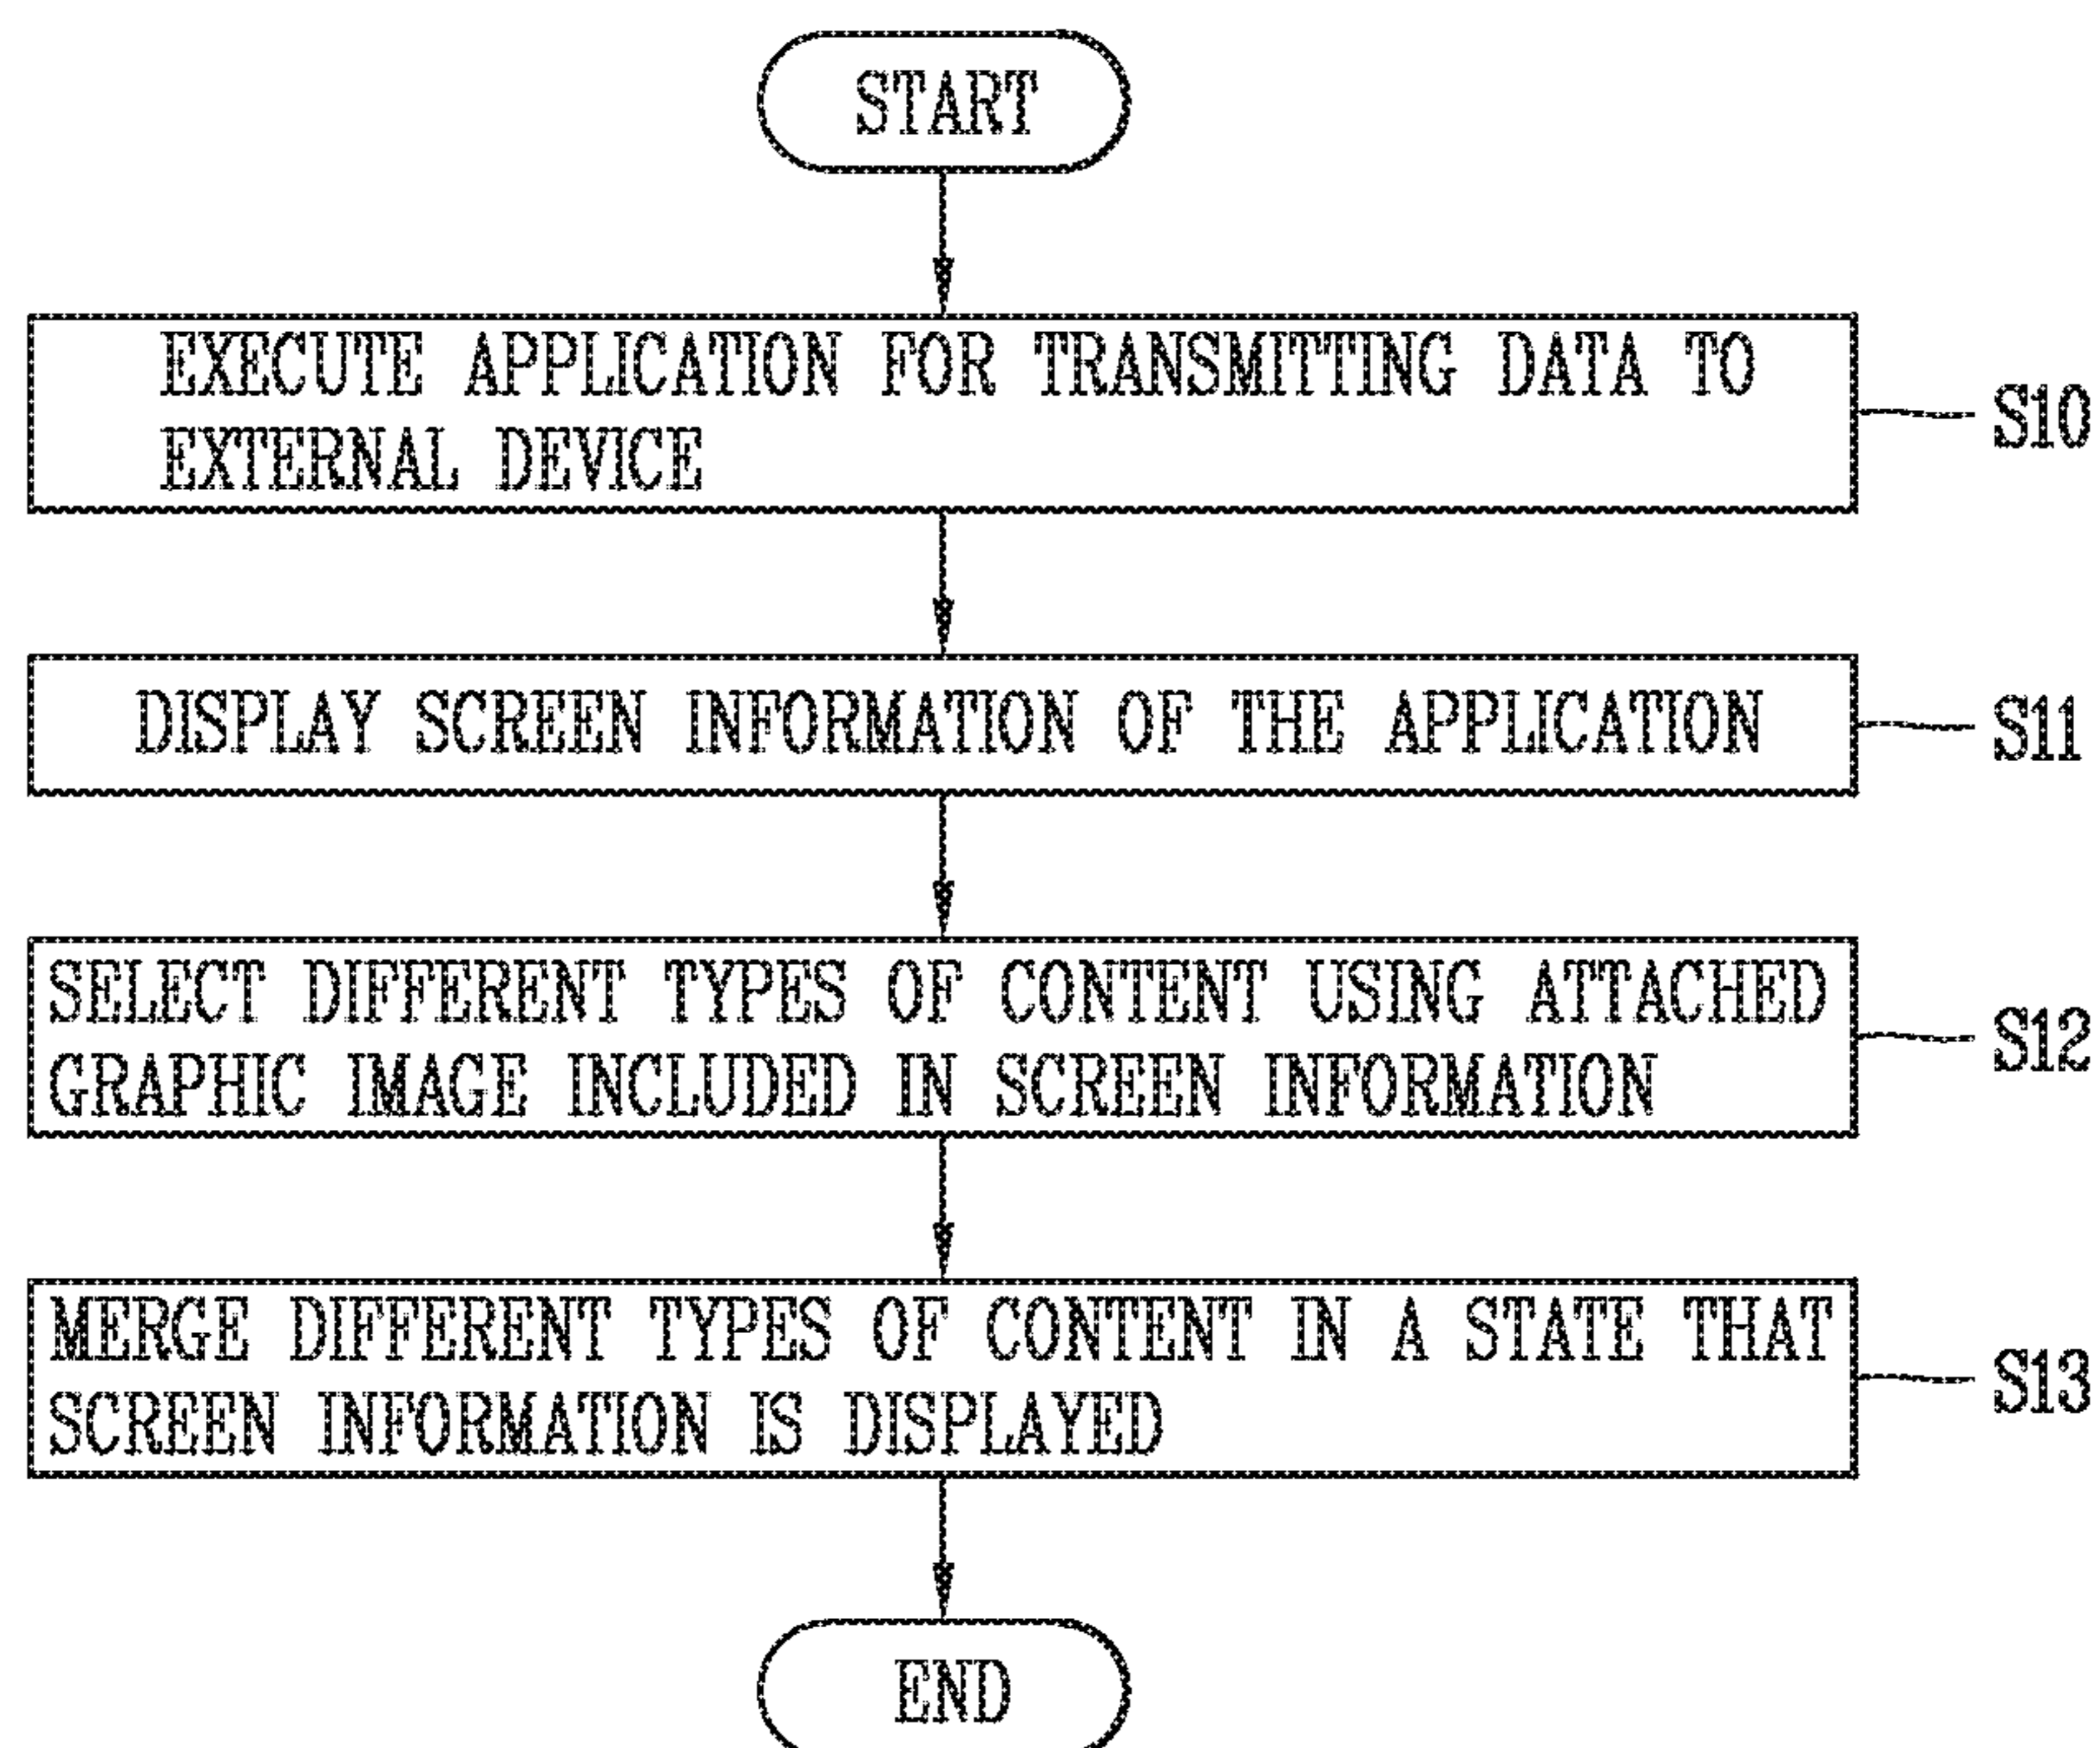 START
EXECUTE APPLICATION FOR TRANSMITTING DATA TO
EXTERNAL DEVICE
S10
DISPLAY SCREEN INFORMATION OF THE APPLICATION
S11
SELECT DIFFERENT TYPES OF CONTENT USING ATTACHED
GRAPHIC IMAGE INCLUDED IN SCREEN INFORMATION
S12
MERGE DIFFERENT TYPES OF CONTENT IN A STATE THAT
SCREEN INFORMATION IS DISPLAYED
S13
END